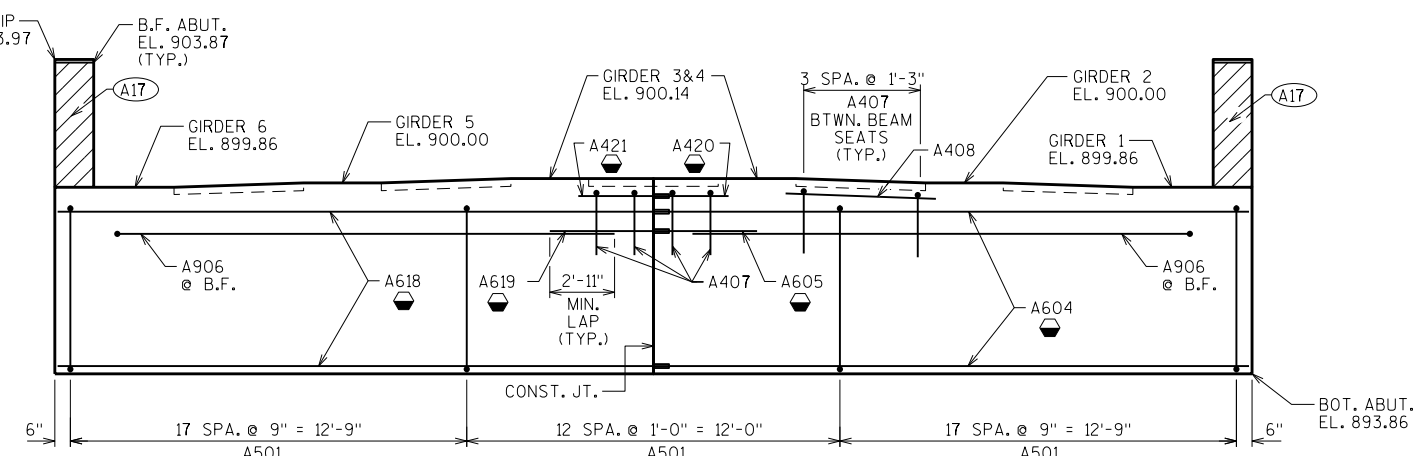 IP
3.97
B.F. ABUT.
EL. 903.87
(TYP.)
A17
GIRDER 6
EL. 899.86
GIRDER 5
EL. 900.00
GIRDER 3&4
EL. 900.14
A421
A420
3 SPA. @ 1'-3"
A407
BTWN. BEAM
SEATS
(TYP.)
A408
GIRDER 2
EL. 900.00
GIRDER 1
EL. 899.86
A17
A906
@ B.F.
A618
A619
2'-11"
MIN.
LAP
(TYP.)
A407
A605
A604
A906
@ B.F.
CONST. JT.
BOT. ABUT.
EL. 893.86
6"
17 SPA. @ 9" = 12'-9"
A501
12 SPA. @ 1'-0" = 12'-0"
A501
17 SPA. @ 9" = 12'-9"
A501
6"